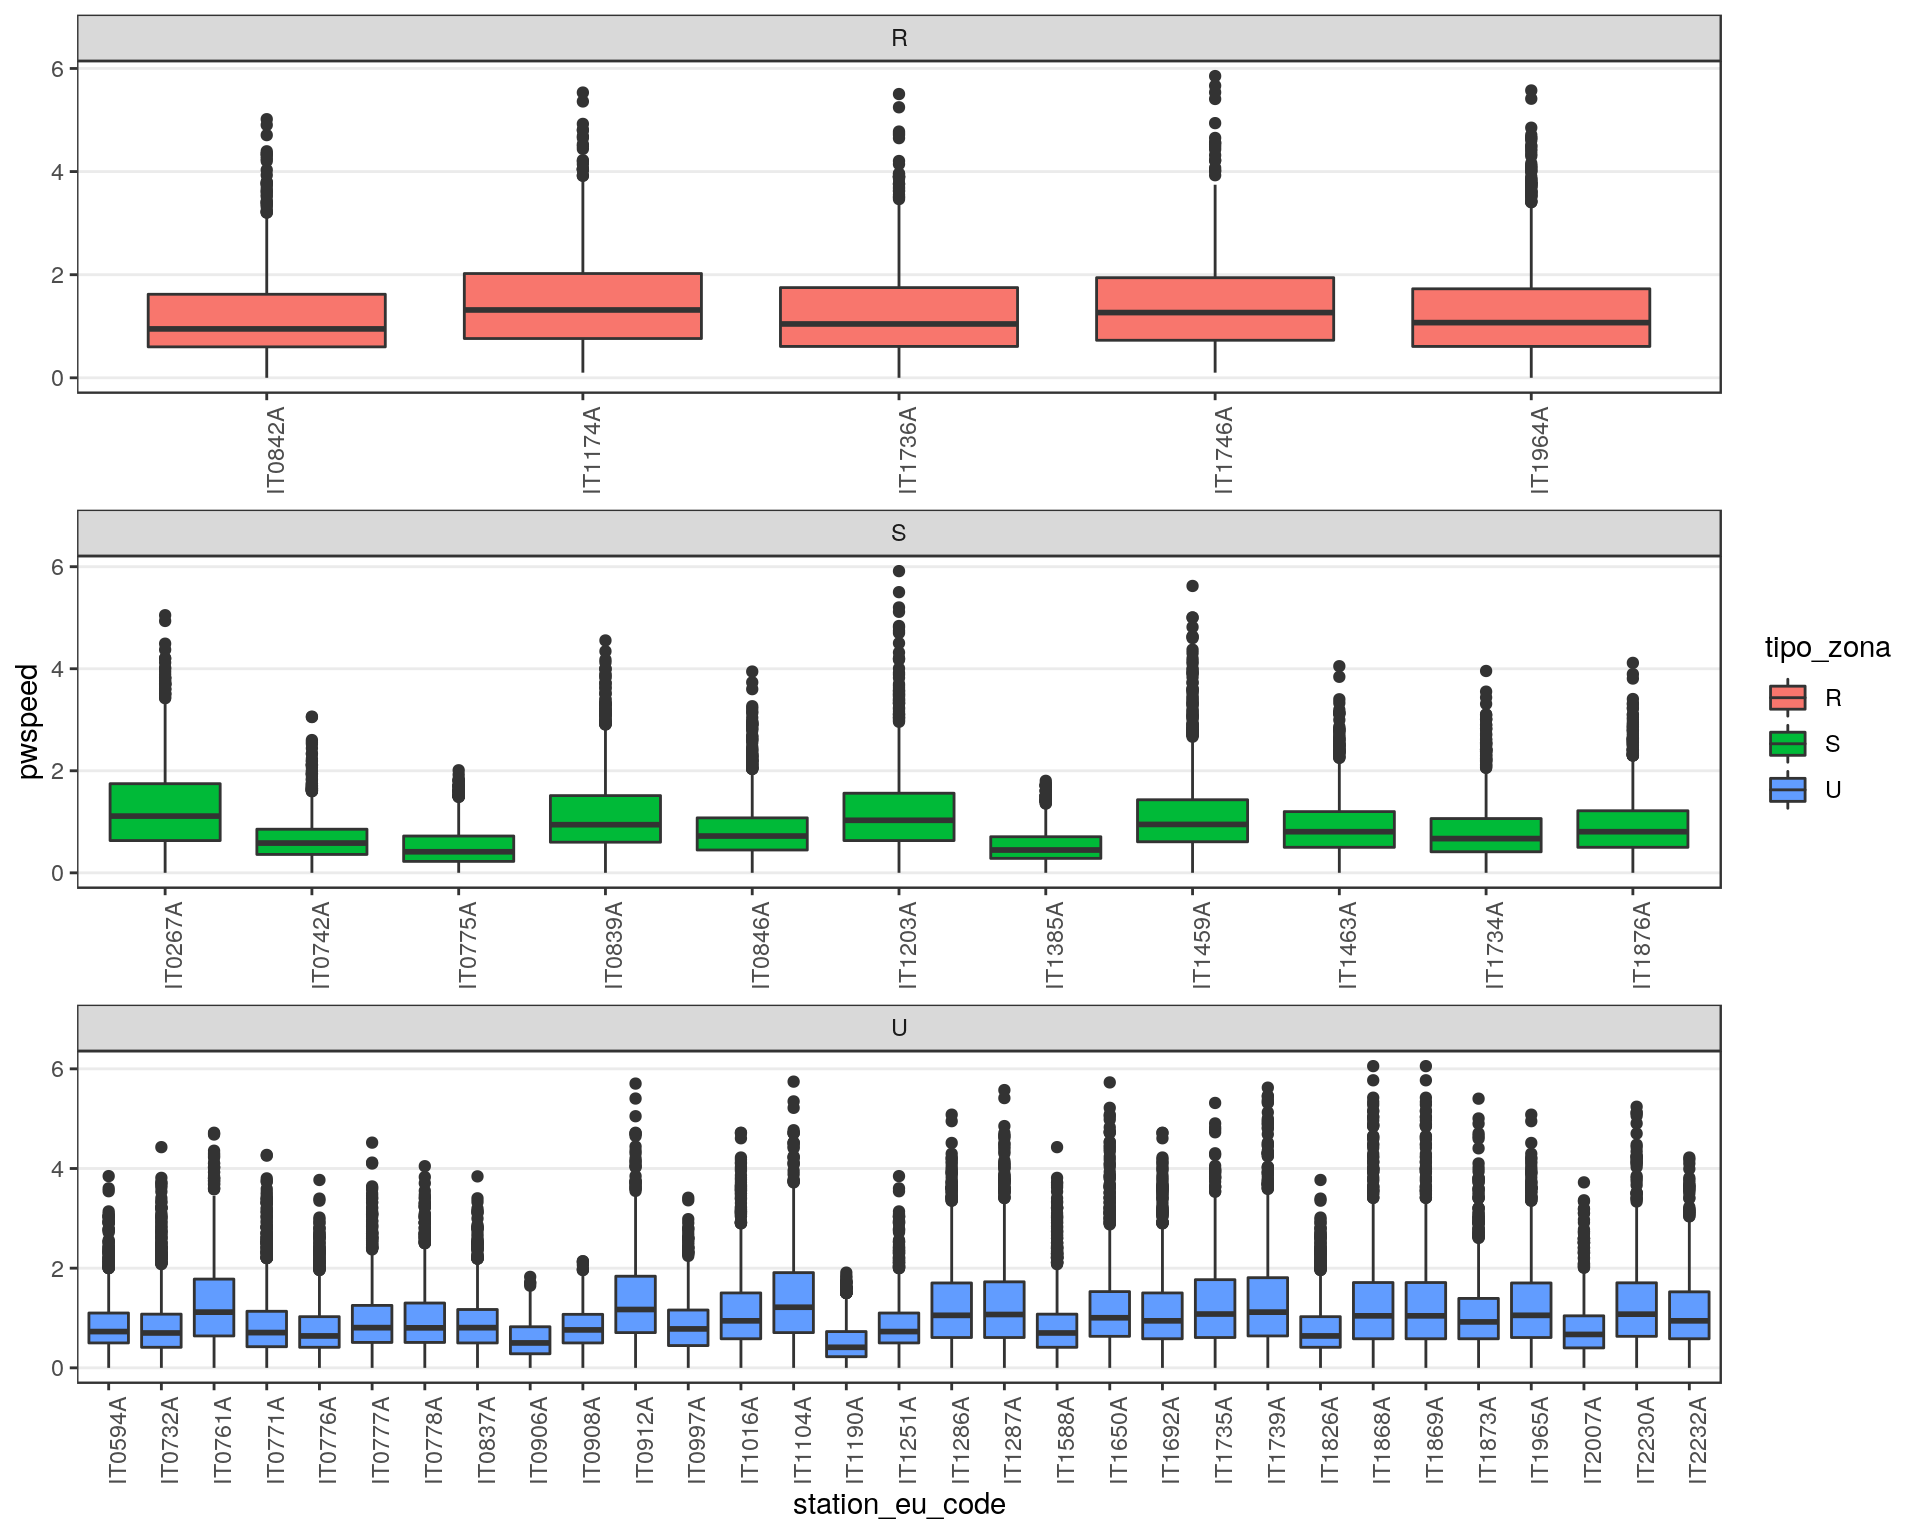 R
6
4
2
0
IT0842A
IT1174A
IT1736A
IT1746A
IT1964A
S
6
4
2
0
IT0267A
IT0742A
IT0775A
IT0839A
IT0846A
IT1203A
IT1385A
IT1459A
IT1463A
IT1734A
IT1876A
pwspeed
U
6
4
2
0
IT0594A
IT0732A
IT0761A
IT0771A
IT0776A
IT0777A
IT0778A
IT0837A
IT0906A
IT0908A
IT0912A
IT0997A
IT1016A
IT1104A
IT1190A
IT1251A
IT1286A
IT1287A
IT1588A
IT1650A
IT1692A
IT1735A
IT1739A
IT1826A
IT1868A
IT1869A
IT1873A
IT1965A
IT2007A
IT2230A
IT2232A
station_eu_code
tipo_zona
R
S
U